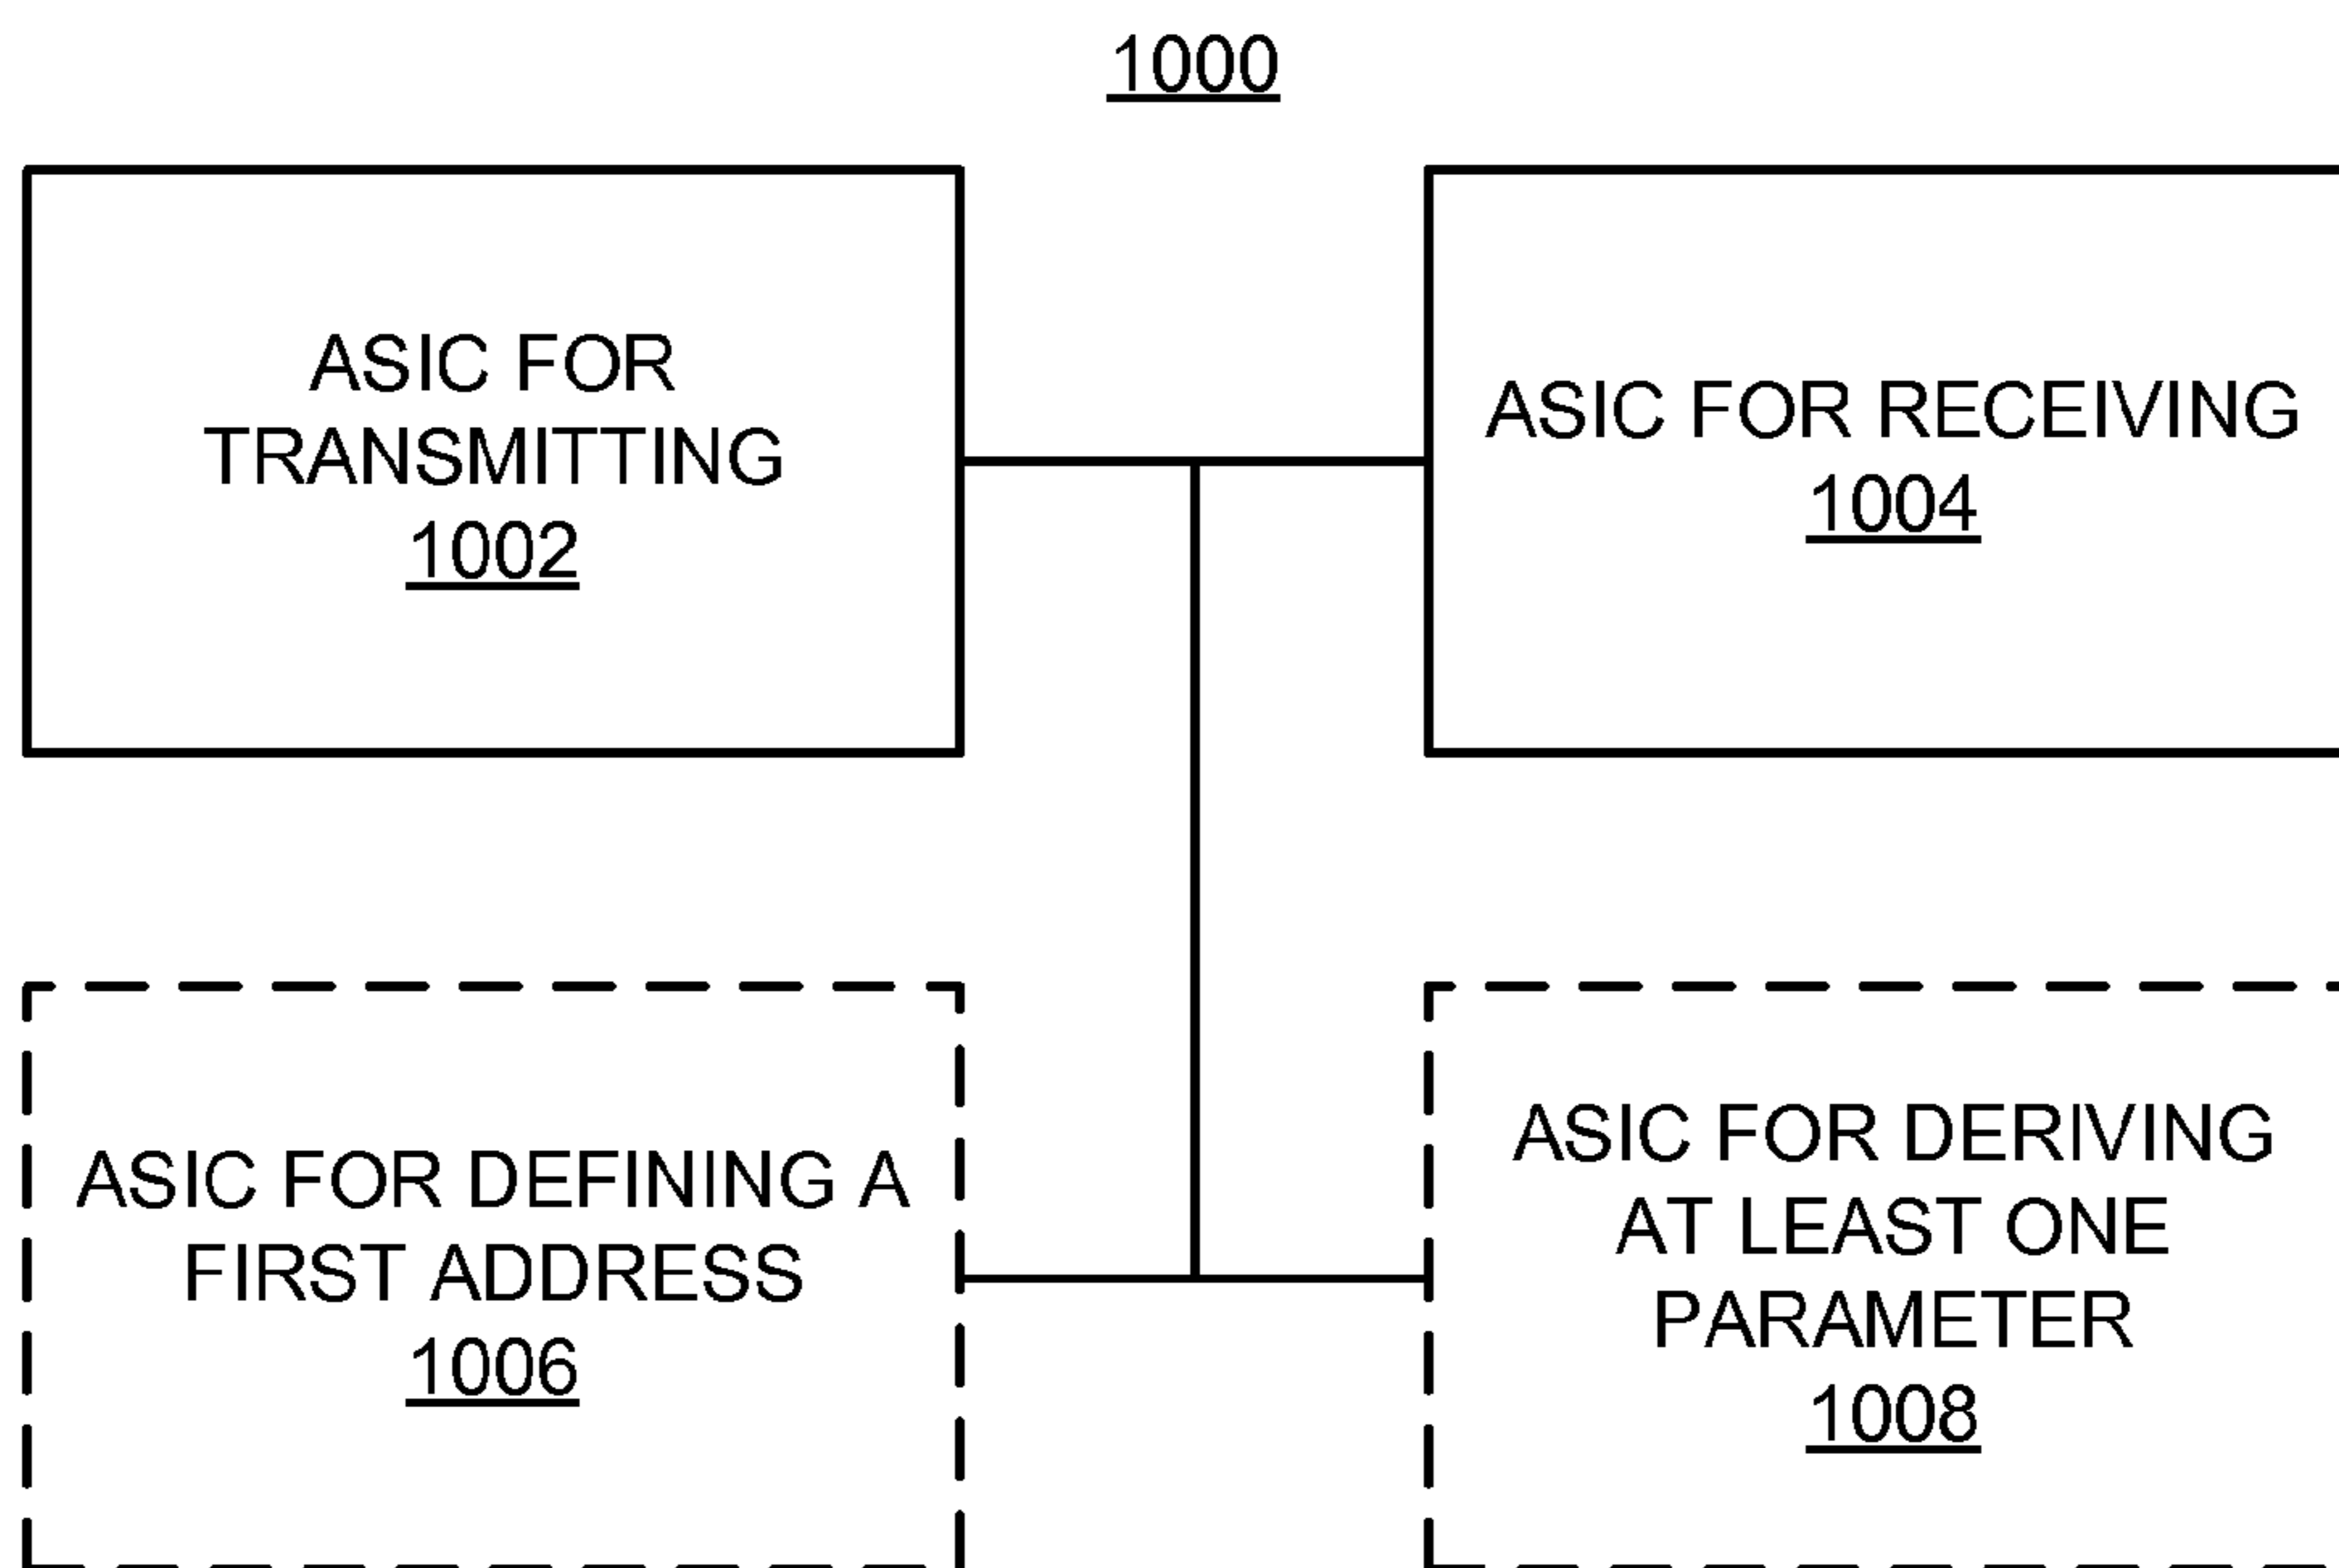 1000
ASIC FOR
TRANSMITTING
1002
ASIC FOR RECEIVING
1004
ASIC FOR DEFINING A
FIRST ADDRESS
1006
ASIC FOR DERIVING
AT LEAST ONE
PARAMETER
1008